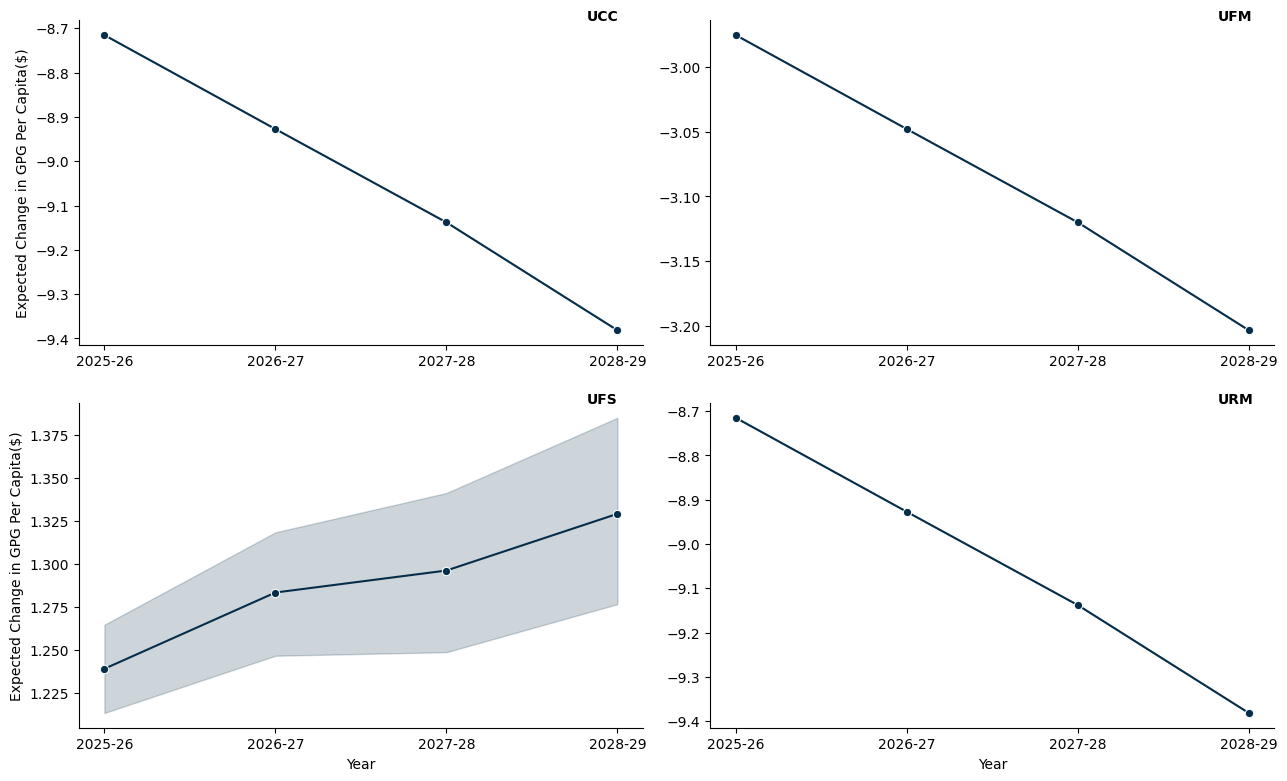 UCC
Expected Change in GPG Per Capita($)
−8.7
−8.8
−8.9
−9.0
−9.1
−9.2
−9.3
−9.4
2025-26 2026-27 2027-28 2028-29
UFM
−3.00
−3.05
−3.10
−3.15
−3.20
2025-26 2026-27 2027-28 2028-29
UFS
Expected Change in GPG Per Capita($)
1.375
1.350
1.325
1.300
1.275
1.250
1.225
2025-26 2026-27 2027-28 2028-29
Year
URM
−8.7
−8.8
−8.9
−9.0
−9.1
−9.2
−9.3
−9.4
2025-26 2026-27 2027-28 2028-29
Year